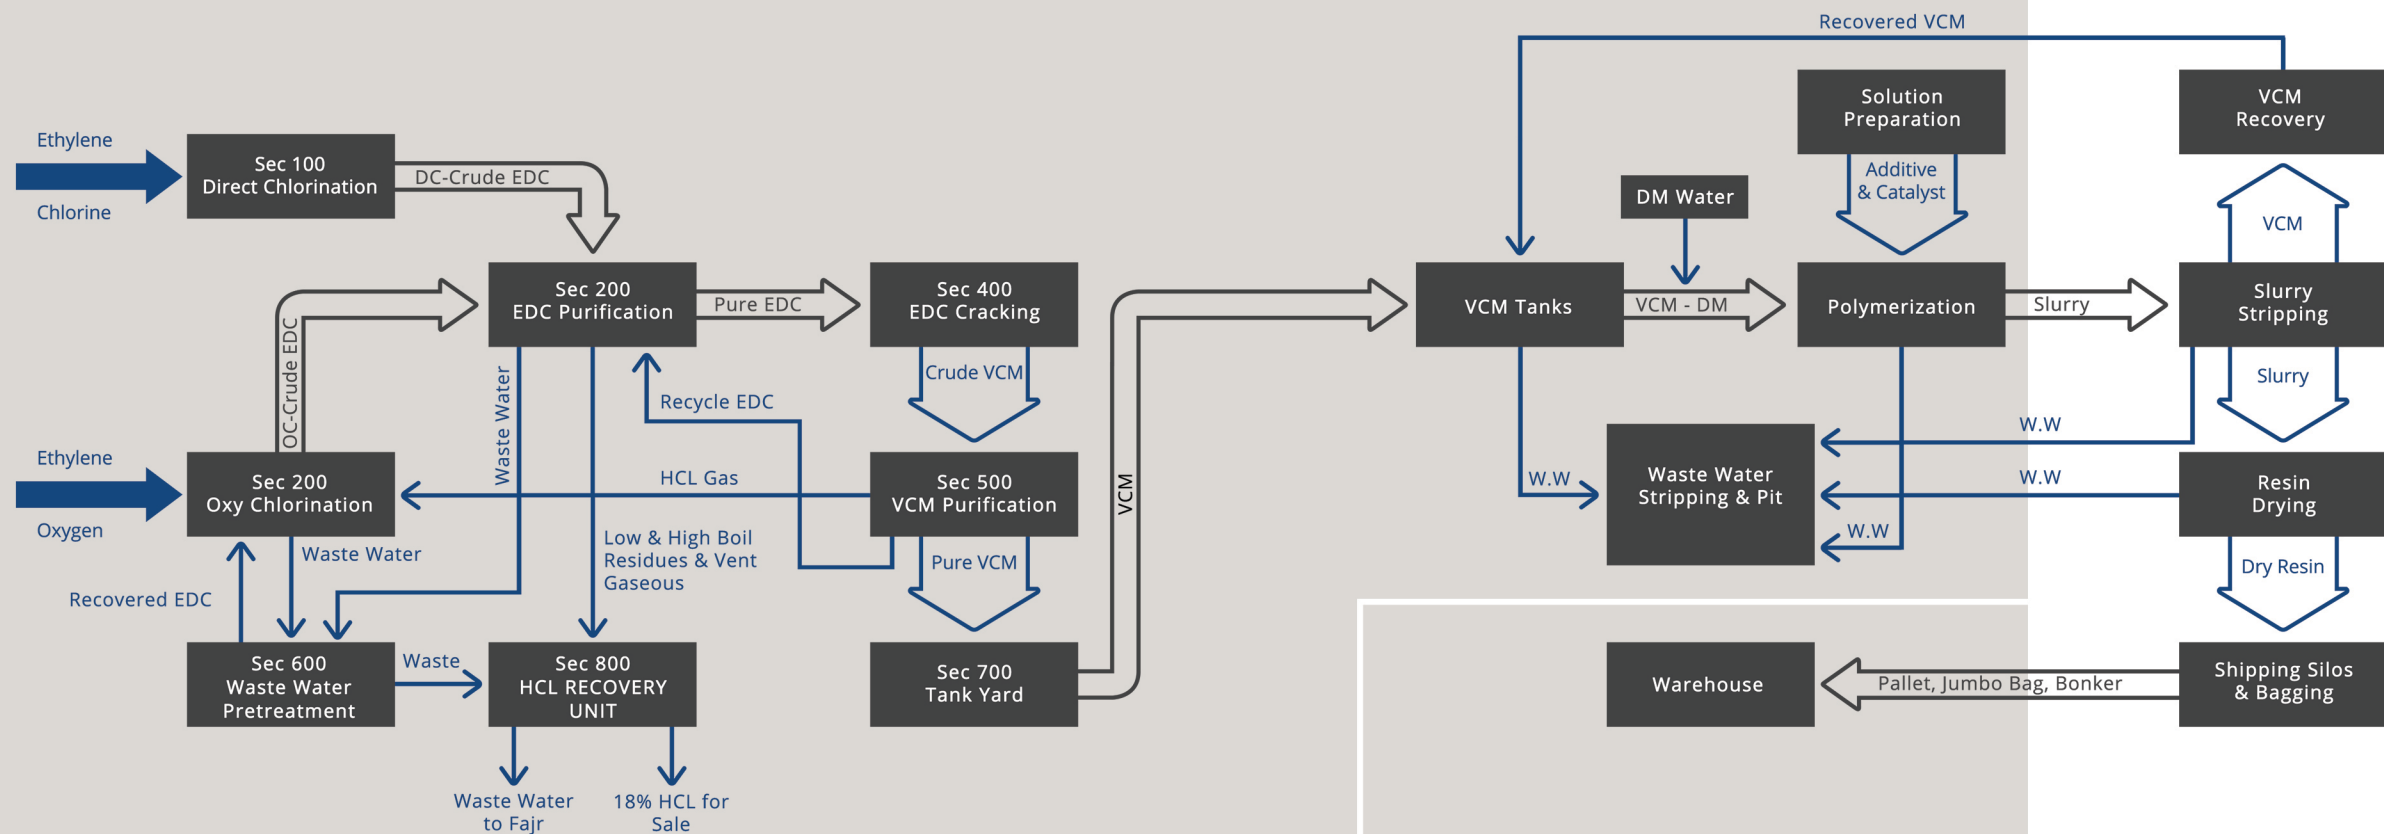 Recovered VCM
Solution
Preparation
VCM
Recovery
Ethylene
Sec 100
Direct Chlorination
DC-Crude EDC
Chlorine
Additive
& Catalyst
DM Water
VCM
Sec 200
EDC Purification
Pure EDC
Sec 400
EDC Cracking
VCM Tanks
VCM - DM
Polymerization
Slurry
Slurry
Stripping
OC-Crude EDC
Waste Water
Recycle EDC
Crude VCM
Slurry
W.W
Ethylene
Sec 200
Oxy Chlorination
Oxygen
HCL Gas
Sec 500
VCM Purification
VCM
W.W
Waste Water
Stripping & Pit
W.W
W.W
Resin
Drying
Waste Water
Recovered EDC
Low & High Boil
Residues & Vent
Gaseous
Pure VCM
Dry Resin
Sec 600
Waste Water
Pretreatment
Waste
Sec 800
HCL RECOVERY
UNIT
Sec 700
Tank Yard
Warehouse
Pallet, Jumbo Bag, Bonker
Shipping Silos
& Bagging
Waste Water
to Fajr
18% HCL for
Sale